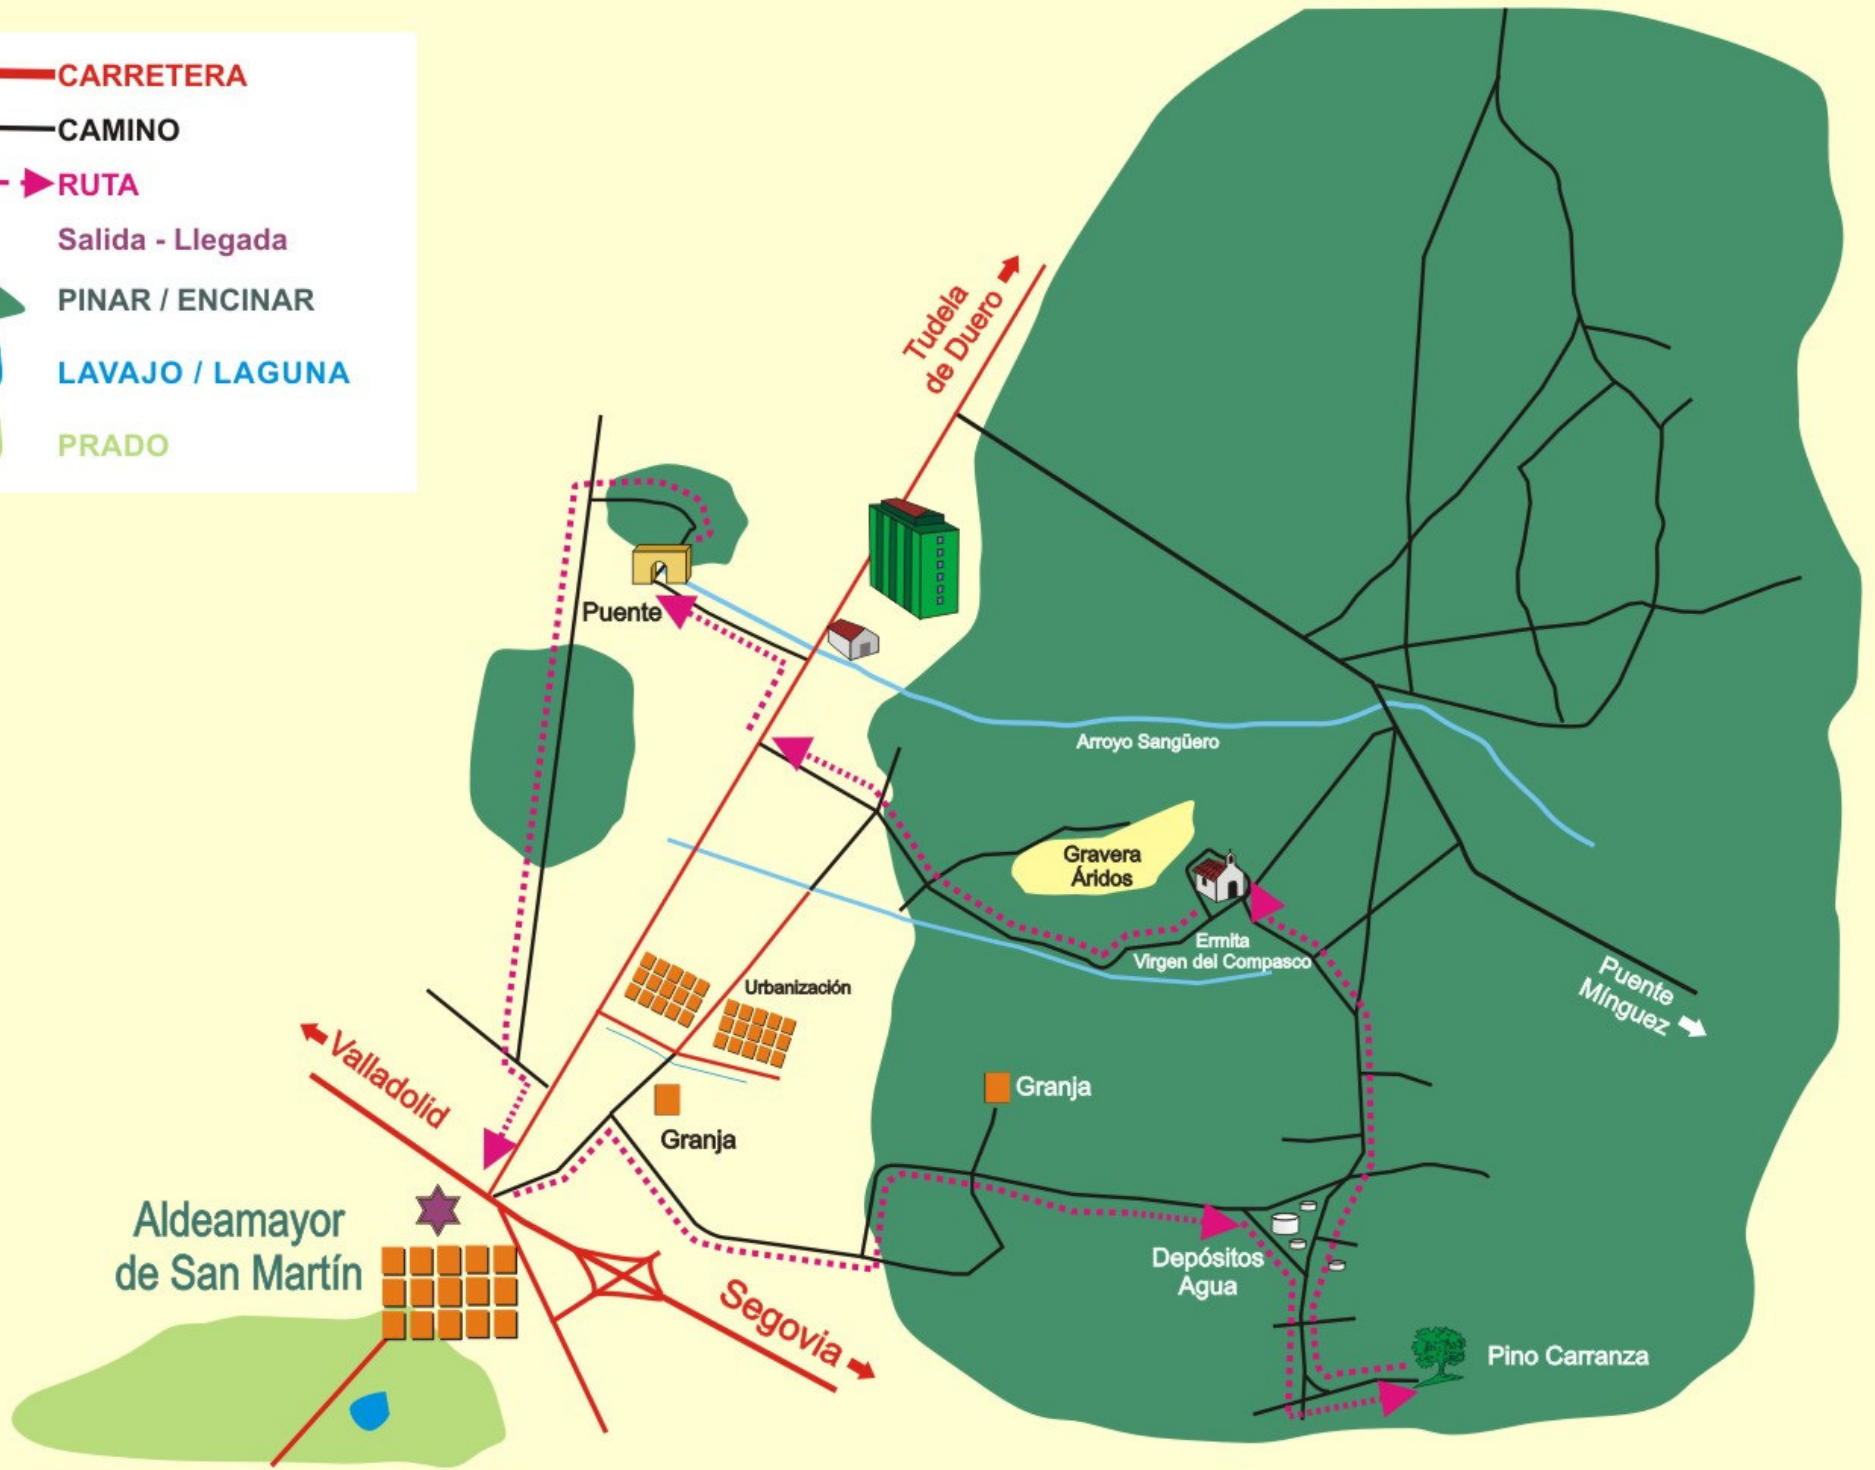 CARRETERA
CAMINO
RUTA
Salida - Llegada
PINAR / ENCINAR
LAVAJO / LAGUNA
PRADO
Tudela
de Duero
Puente
Arroyo Sangüero
Gravera
Áridos
Ermita
Virgen del Compasco
Puente
Mínguez
Urbanización
Valladolid
Granja
Granja
Aldeamayor
de San Martín
Depósitos
Agua
Segovia
Pino Carranza